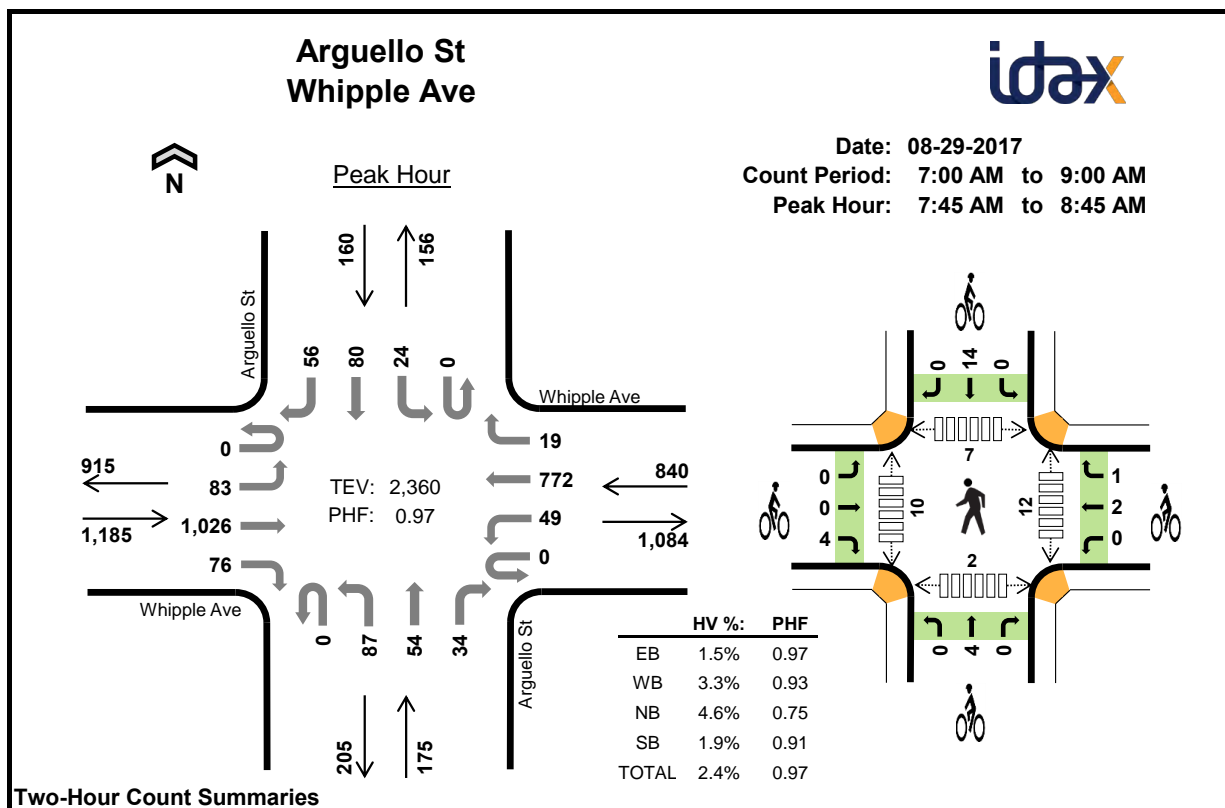 Arguello St
Whipple Ave
idax
Date: 08-29-2017
Count Period: 7:00 AM to 9:00 AM
Peak Hour: 7:45 AM to 8:45 AM
N
Peak Hour
160
156
Arguello St
56
80
24
0
Whipple Ave
0
83
1,026
76
915
1,185
TEV: 2,360
PHF: 0.97
19
772
49
0
840
1,084
Whipple Ave
0
87
54
34
Arguello St
205
175
HV %: PHF
EB 1.5% 0.97
WB 3.3% 0.93
NB 4.6% 0.75
SB 1.9% 0.91
TOTAL 2.4% 0.97
0
14
0
7
0
0
4
10
12
1
2
0
2
0
4
0
Two-Hour Count Summaries